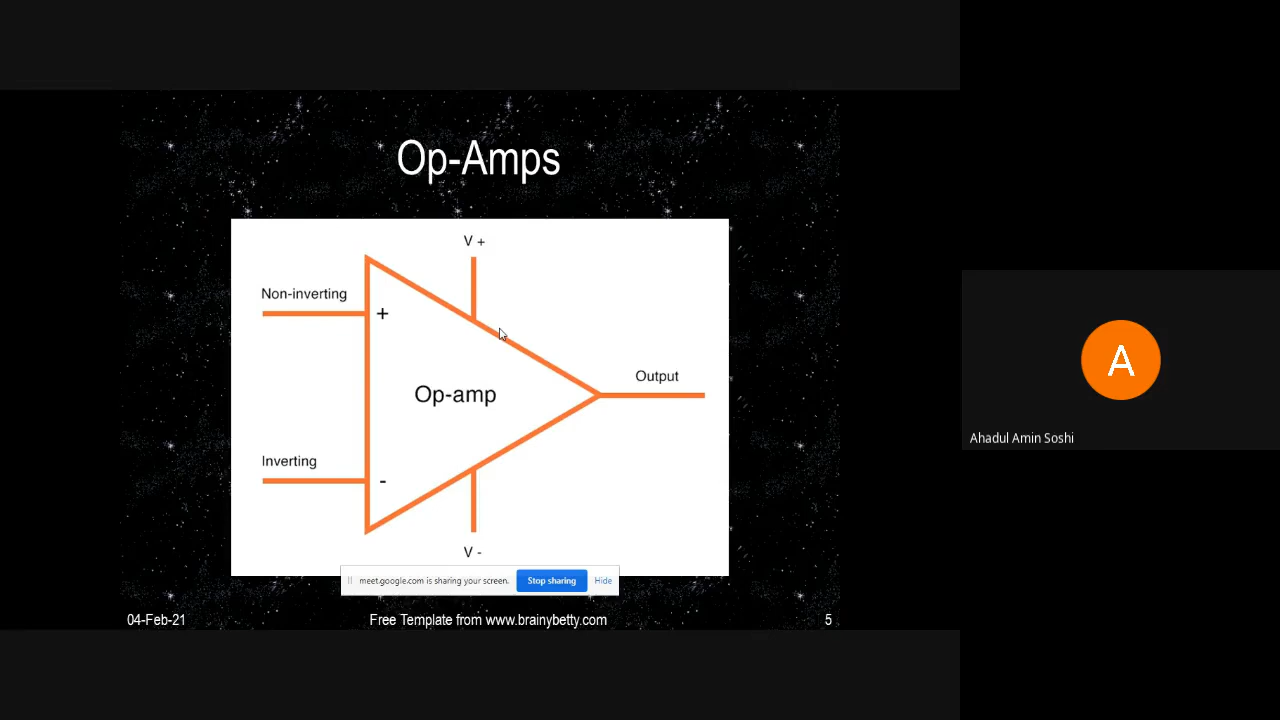 Op-Amps
V +
Non-inverting
+
Output
Op-amp
Inverting
-
V -
meet.google.com is sharing your screen. Stop sharing Hide
04-Feb-21 Free Template from www.brainybetty.com 5
A
Ahadul Amin Soshi